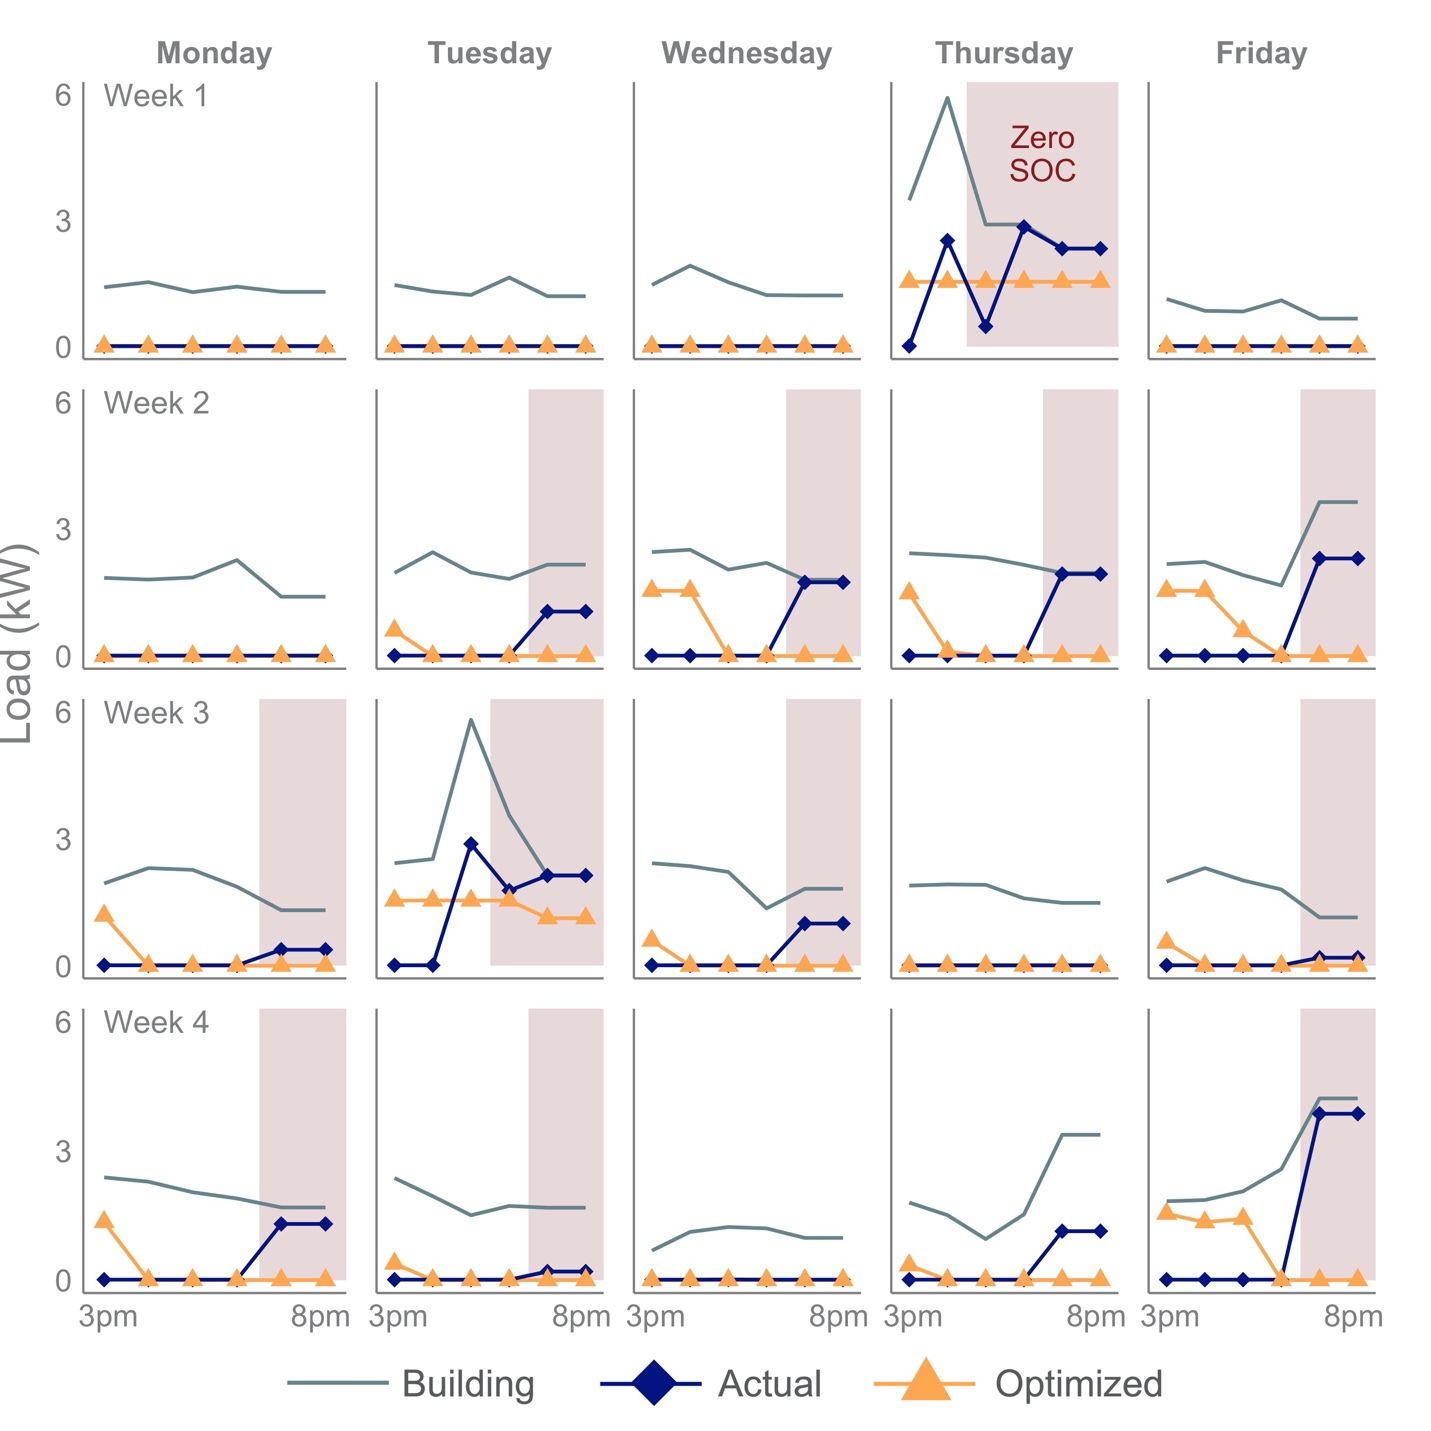 Monday Tuesday Wednesday Thursday Friday
6 Week 1
Zero
SOC
3
0
6 Week 2
3
0
Load (kW)
6 Week 3
3
0
6 Week 4
3
0
3pm 8pm 3pm 8pm 3pm 8pm 3pm 8pm 3pm 8pm
Building Actual Optimized